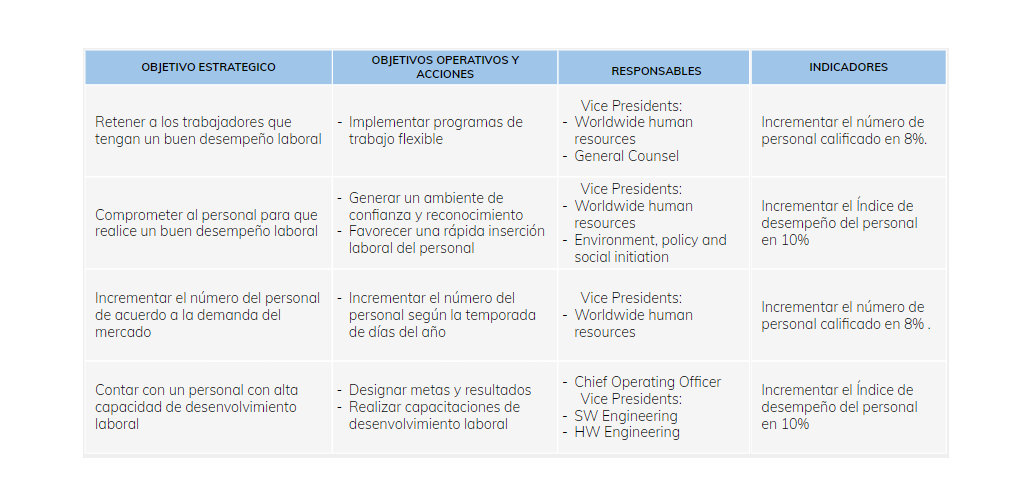 OBJETIVO ESTRATEGICO
OBJETIVOS OPERATIVOS Y
ACCIONES
RESPONSABLES
INDICADORES
Retener a los trabajadores que
tengan un buen desempeño laboral
- Implementar programas de
trabajo flexible
Vice Presidents:
- Worldwide human
resources
- General Counsel
Incrementar el número de
personal calificado en 8%.
Comprometer al personal para que
realice un buen desempeño laboral
- Generar un ambiente de
confianza y reconocimiento
- Favorecer una rápida inserción
laboral del personal
Vice Presidents:
- Worldwide human
resources
- Environment, policy and
social initiation
Incrementar el Índice de
desempeño del personal
en 10%
Incrementar el número del personal
de acuerdo a la demanda del
mercado
- Incrementar el número del
personal según la temporada
de días del año
Vice Presidents:
- Worldwide human
resources
Incrementar el número de
personal calificado en 8% .
Contar con un personal con alta
capacidad de desenvolvimiento
laboral
- Designar metas y resultados
- Realizar capacitaciones de
desenvolvimiento laboral
- Chief Operating Officer
Vice Presidents:
- SW Engineering
- HW Engineering
Incrementar el Índice de
desempeño del personal
en 10%